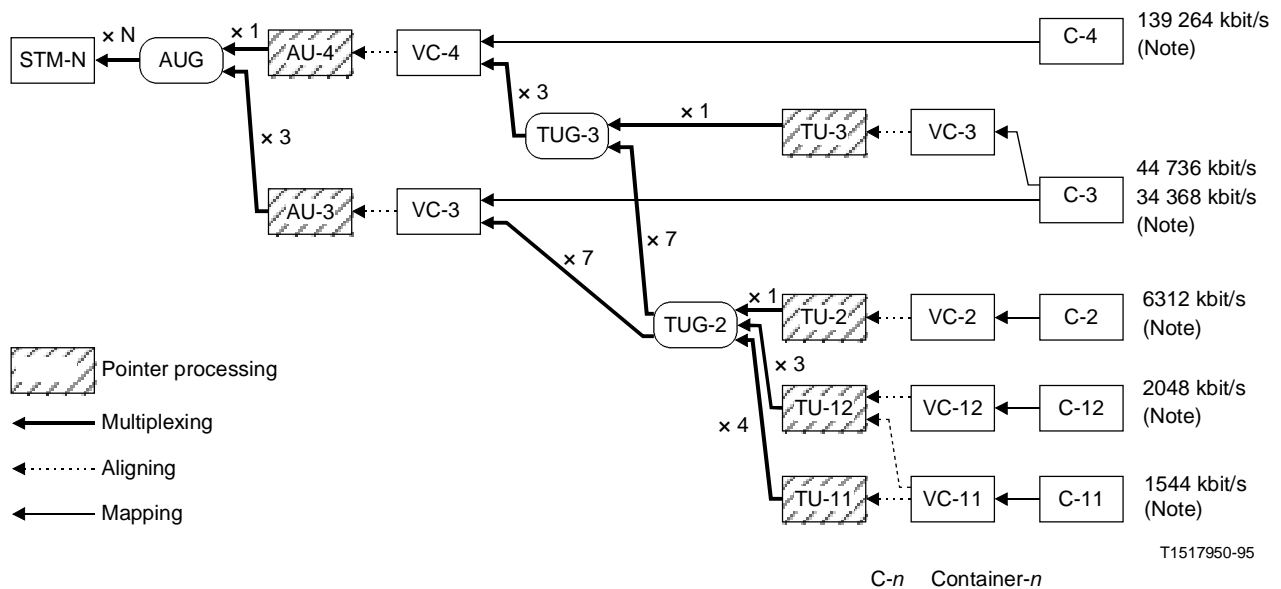 × N
× 1
139 264 kbit/s
(Note)
STM-N
AUG
AU-4
VC-4
C-4
× 3
× 1
TUG-3
TU-3
VC-3
× 3
44 736 kbit/s
34 368 kbit/s
(Note)
AU-3
VC-3
C-3
× 7
× 7
× 1
6312 kbit/s
(Note)
TUG-2
TU-2
VC-2
C-2
× 3
Pointer processing
2048 kbit/s
(Note)
TU-12
VC-12
C-12
Multiplexing
× 4
Aligning
1544 kbit/s
(Note)
TU-11
VC-11
C-11
Mapping
T1517950-95
C-n Container-n